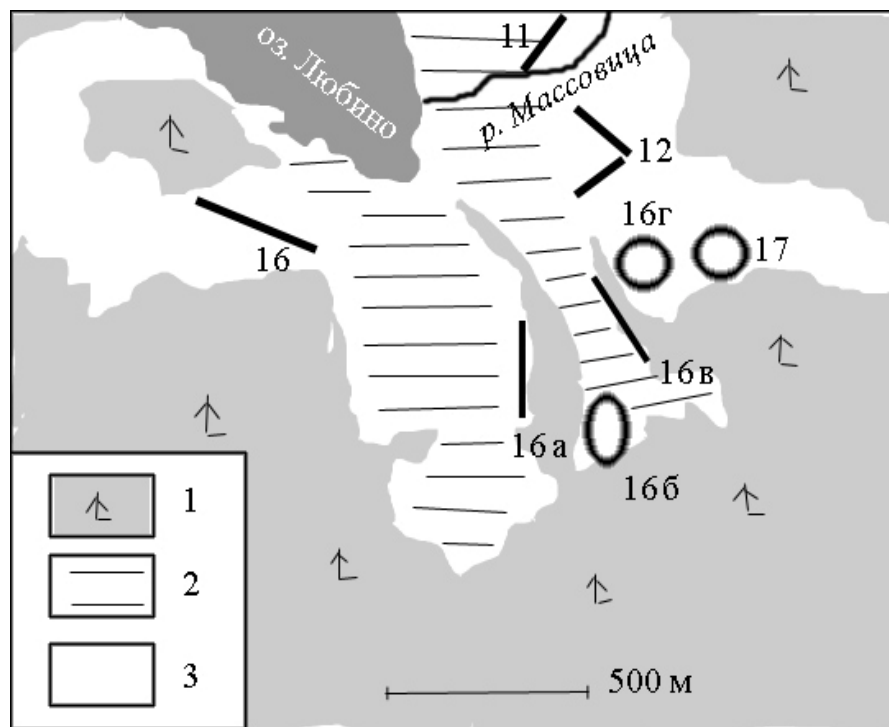 оз. Любино
11
р. Массовица
12
16г
17
16
16в
16а
16б
1
2
3
500 м